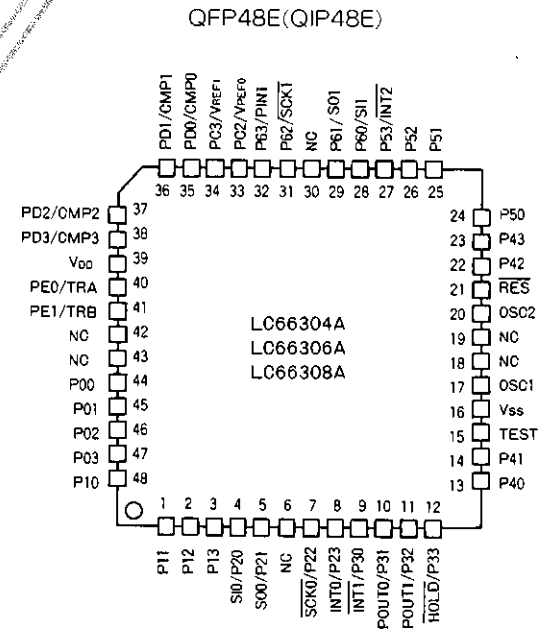 QFP48E(QIP48E)
PD1/CMP1
PD0/CMP0
PC3/VREF1
PC2/VREF0
P63/PIN1
P62/SCK1
NC
P61/SO1
P60/SI1
P53/INT2
P52
P51
36 35 34 33 32 31 30 29 28 27 26 25
PD2/CMP2 37
PD3/CMP3 38
VDD 39
PE0/TRA 40
PE1/TRB 41
NC 42
NC 43
P00 44
P01 45
P02 46
P03 47
P10 48
LC66304A
LC66306A
LC66308A
24 P50
23 P43
22 P42
21 RES
20 OSC2
19 NC
18 NC
17 OSC1
16 Vss
15 TEST
14 P41
13 P40
1 2 3 4 5 6 7 8 9 10 11 12
P11
P12
P13
SI0/P20
SO0/P21
NC
SCK0/P22
INT0/P23
INT1/P30
POUT0/P31
POUT1/P32
HOLD/P33